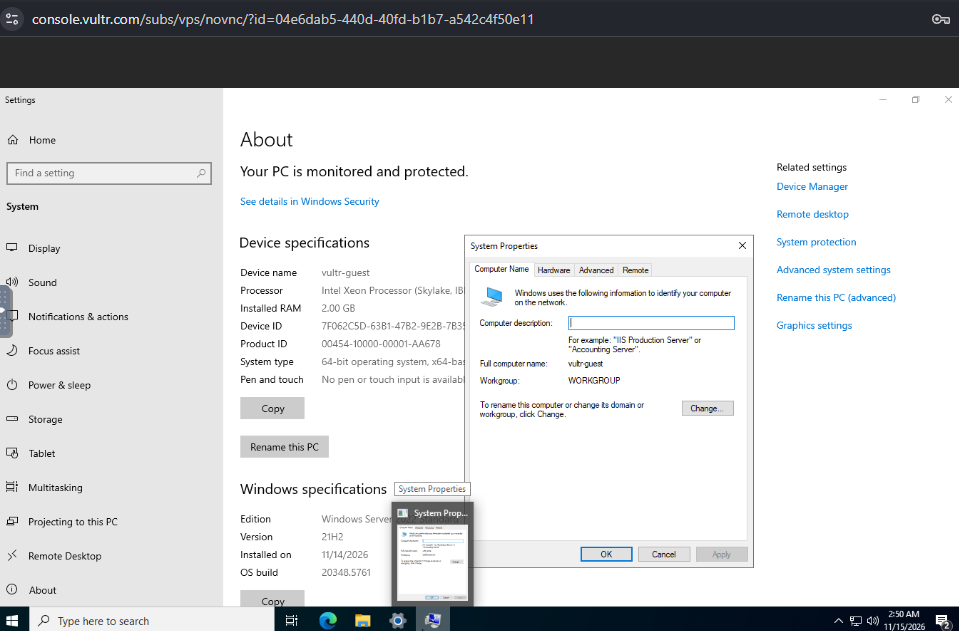 console.vultr.com/subs/vps/novnc/?id=04e6dab5-440d-40fd-b1b7-a542c4f50e11
Settings
Home
Find a setting
System
Display
Sound
Notifications & actions
Focus assist
Power & sleep
Storage
Tablet
Multitasking
Projecting to this PC
Remote Desktop
About
About
Your PC is monitored and protected.
See details in Windows Security
Device specifications
Device name vultr-guest
Processor Intel Xeon Processor (Skylake, IB
Installed RAM 2.00 GB
Device ID 7F062C5D-63B1-47B2-9E2B-7B35
Product ID 00454-10000-00001-AA678
System type 64-bit operating system, x64-bas
Pen and touch No pen or touch input is availabl
Copy
Rename this PC
Windows specifications
Edition Windows Server 2022 Standard
Version 21H2
Installed on 11/14/2026
OS build 20348.5761
Copy
Related settings
Device Manager
Remote desktop
System protection
Advanced system settings
Rename this PC (advanced)
Graphics settings
System Properties
Computer Name Hardware Advanced Remote
Windows uses the following information to identify your computer
on the network.
Computer description:
For example: "IIS Production Server" or
"Accounting Server".
Full computer name: vultr-guest
Workgroup: WORKGROUP
To rename this computer or change its domain or
workgroup, click Change.
Change...
OK Cancel Apply
System Properties
System Prop...
Type here to search
2:50 AM
11/15/2026
2